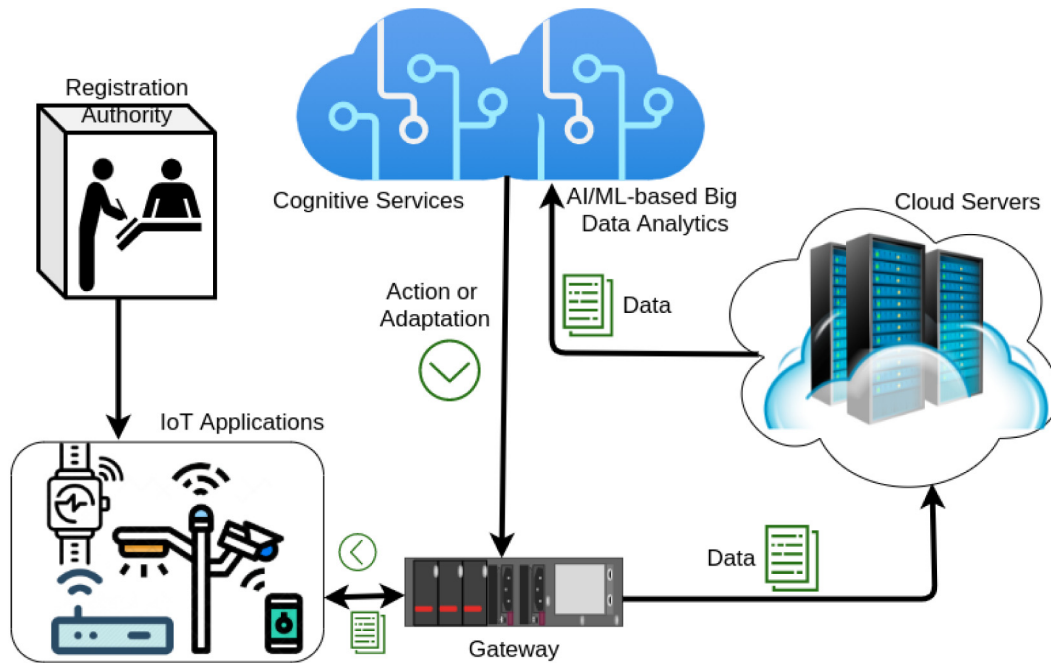 Registration
Authority
Cognitive Services
AI/ML-based Big
Data Analytics
Cloud Servers
Action or
Adaptation
Data
IoT Applications
Data
Gateway